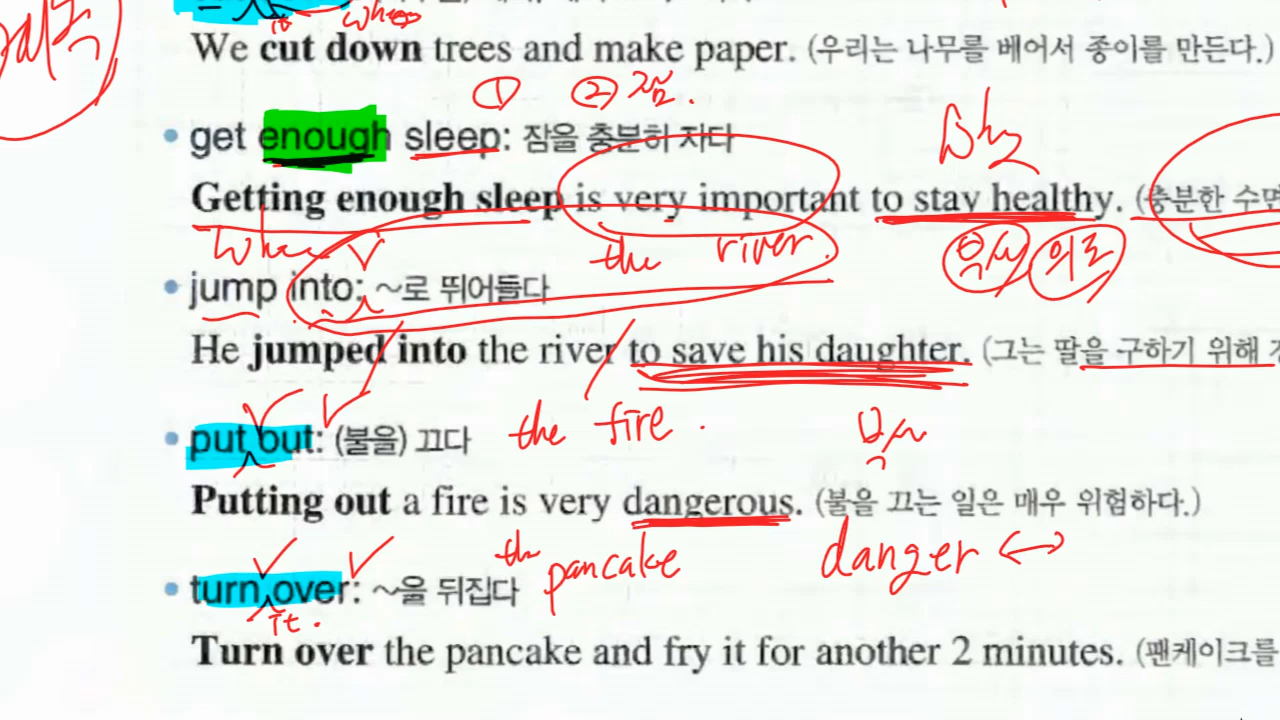 it
We cut down trees and make paper. (우리는 나무를 베어서 종이를 만든다.)
① ② 잠.
• get enough sleep: 잠을 충분히 자다
Getting enough sleep is very important to stay healthy. (충분한 수면
the river.
• jump into: ~로 뛰어들다
He jumped into the river to save his daughter. (그는 딸을 구하기 위해
the fire.
• put out: (불을) 끄다
Putting out a fire is very dangerous. (불을 끄는 일은 매우 위험하다.)
danger ↔
the pancake
• turn over: ~을 뒤집다
it.
Turn over the pancake and fry it for another 2 minutes. (팬케이크를